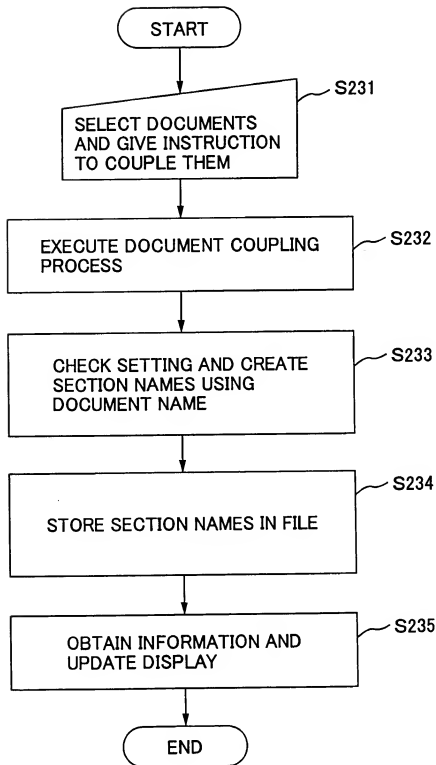 START
S231
SELECT DOCUMENTS
AND GIVE INSTRUCTION
TO COUPLE THEM
S232
EXECUTE DOCUMENT COUPLING
PROCESS
S233
CHECK SETTING AND CREATE
SECTION NAMES USING
DOCUMENT NAME
S234
STORE SECTION NAMES IN FILE
S235
OBTAIN INFORMATION AND
UPDATE DISPLAY
END